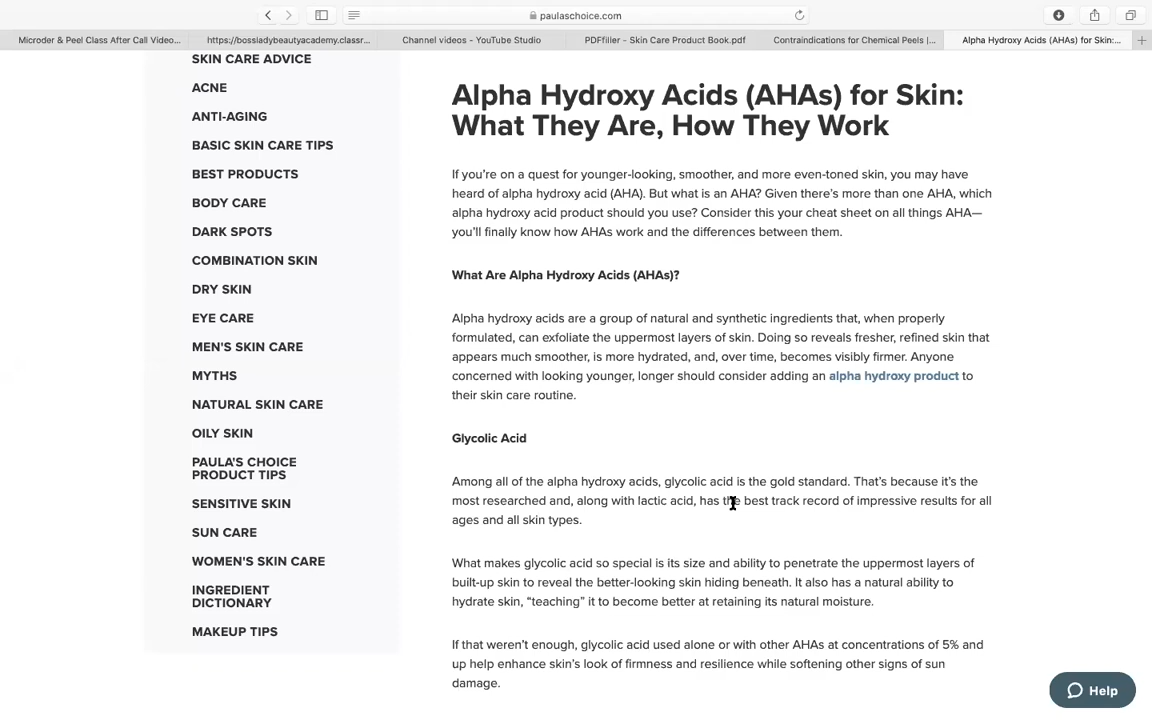 paulaschoice.com
Microder & Peel Class After Call Video...
https://bossiadybeautyacademy.classr...
Channel videos - YouTube Studio
PDFfiller - Skin Care Product Book.pdf
Contraindications for Chemical Peels |...
Alpha Hydroxy Acids (AHAs) for Skin:...
SKIN CARE ADVICE
ACNE
ANTI-AGING
BASIC SKIN CARE TIPS
BEST PRODUCTS
BODY CARE
DARK SPOTS
COMBINATION SKIN
DRY SKIN
EYE CARE
MEN'S SKIN CARE
MYTHS
NATURAL SKIN CARE
OILY SKIN
PAULA'S CHOICE
PRODUCT TIPS
SENSITIVE SKIN
SUN CARE
WOMEN'S SKIN CARE
INGREDIENT
DICTIONARY
MAKEUP TIPS
Alpha Hydroxy Acids (AHAs) for Skin:
What They Are, How They Work
If you're on a quest for younger-looking, smoother, and more even-toned skin, you may have
heard of alpha hydroxy acid (AHA). But what is an AHA? Given there's more than one AHA, which
alpha hydroxy acid product should you use? Consider this your cheat sheet on all things AHA—
you'll finally know how AHAs work and the differences between them.
What Are Alpha Hydroxy Acids (AHAs)?
Alpha hydroxy acids are a group of natural and synthetic ingredients that, when properly
formulated, can exfoliate the uppermost layers of skin. Doing so reveals fresher, refined skin that
appears much smoother, is more hydrated, and, over time, becomes visibly firmer. Anyone
concerned with looking younger, longer should consider adding an alpha hydroxy product to
their skin care routine.
Glycolic Acid
Among all of the alpha hydroxy acids, glycolic acid is the gold standard. That's because it's the
most researched and, along with lactic acid, has the best track record of impressive results for all
ages and all skin types.
What makes glycolic acid so special is its size and ability to penetrate the uppermost layers of
built-up skin to reveal the better-looking skin hiding beneath. It also has a natural ability to
hydrate skin, “teaching” it to become better at retaining its natural moisture.
If that weren't enough, glycolic acid used alone or with other AHAs at concentrations of 5% and
up help enhance skin's look of firmness and resilience while softening other signs of sun
damage.
Help